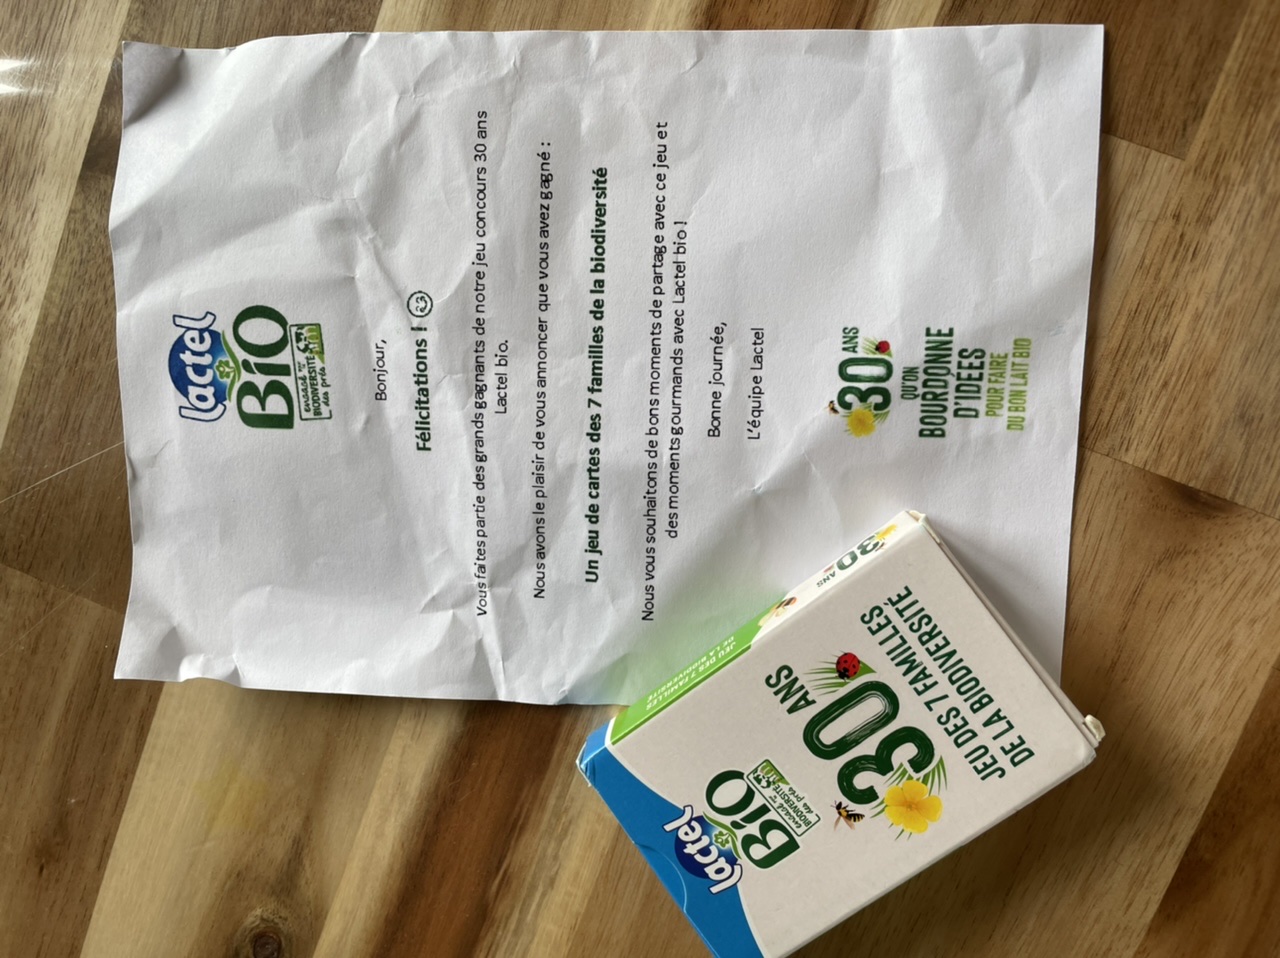 lactel
BiO
engagé pour la
BIODIVERSITÉ
des prés
Bonjour,
Félicitations !
Vous faites partie des grands gagnants de notre jeu concours 30 ans
Lactel bio.
Nous avons le plaisir de vous annoncer que vous avez gagné :
Un jeu de cartes des 7 familles de la biodiversité
Nous vous souhaitons de bons moments de partage avec ce jeu et
des moments gourmands avec Lactel bio !
Bonne journée,
L'équipe Lactel
30 ANS
QU'ON
BOURDONNE
D'IDÉES
POUR FAIRE
DU BON LAIT BIO
JEU DES 7 FAMILLES
DE LA BIODIVERSITÉ
30
ANS
lactel
BiO
engagé pour la
BIODIVERSITÉ
des prés
30 ANS
JEU DES 7 FAMILLES
DE LA BIODIVERSITÉ